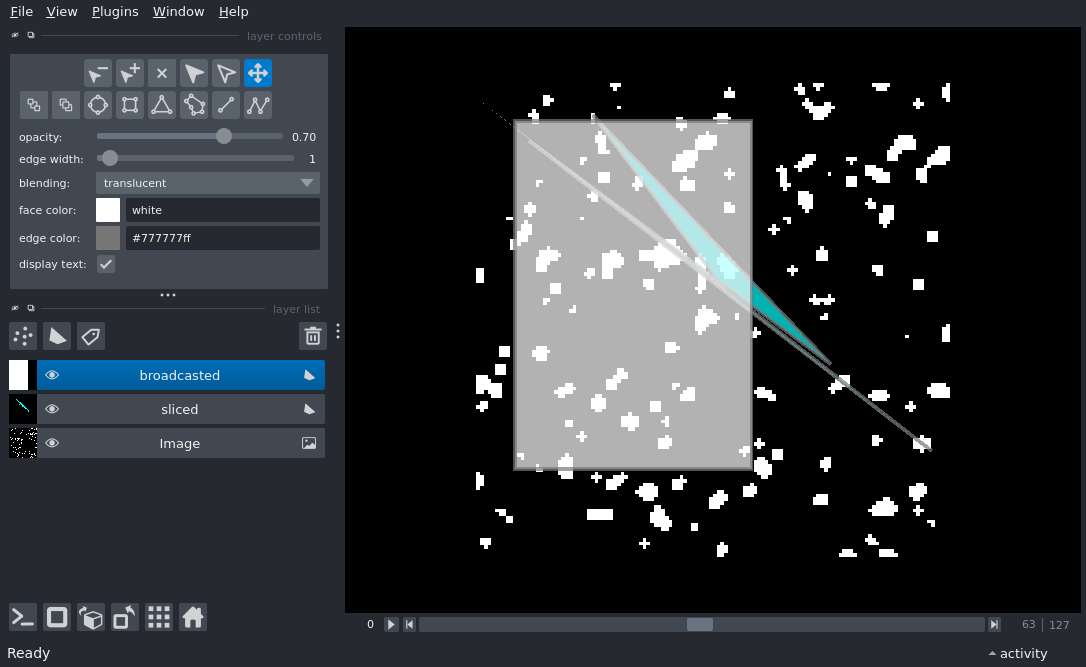 File View Plugins Window Help
layer controls
opacity: 0.70
edge width: 1
blending: translucent
face color: white
edge color: #777777ff
display text:
layer list
broadcasted
sliced
Image
0 63 127
Ready activity